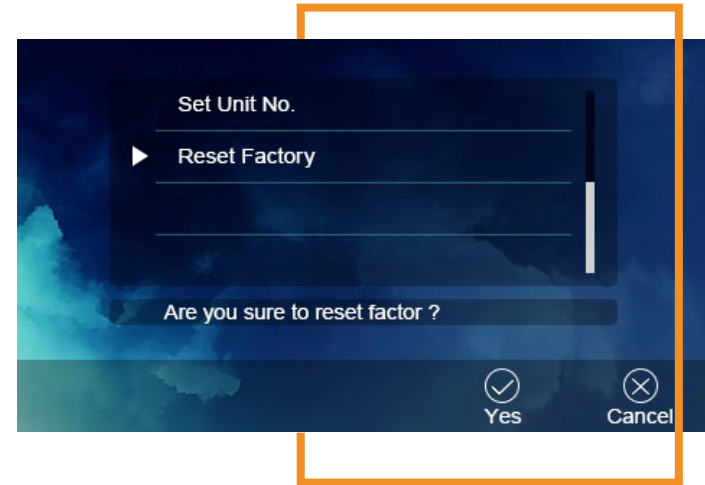 Set Unit No.
Reset Factory
Are you sure to reset factor ?
Yes
Cancel